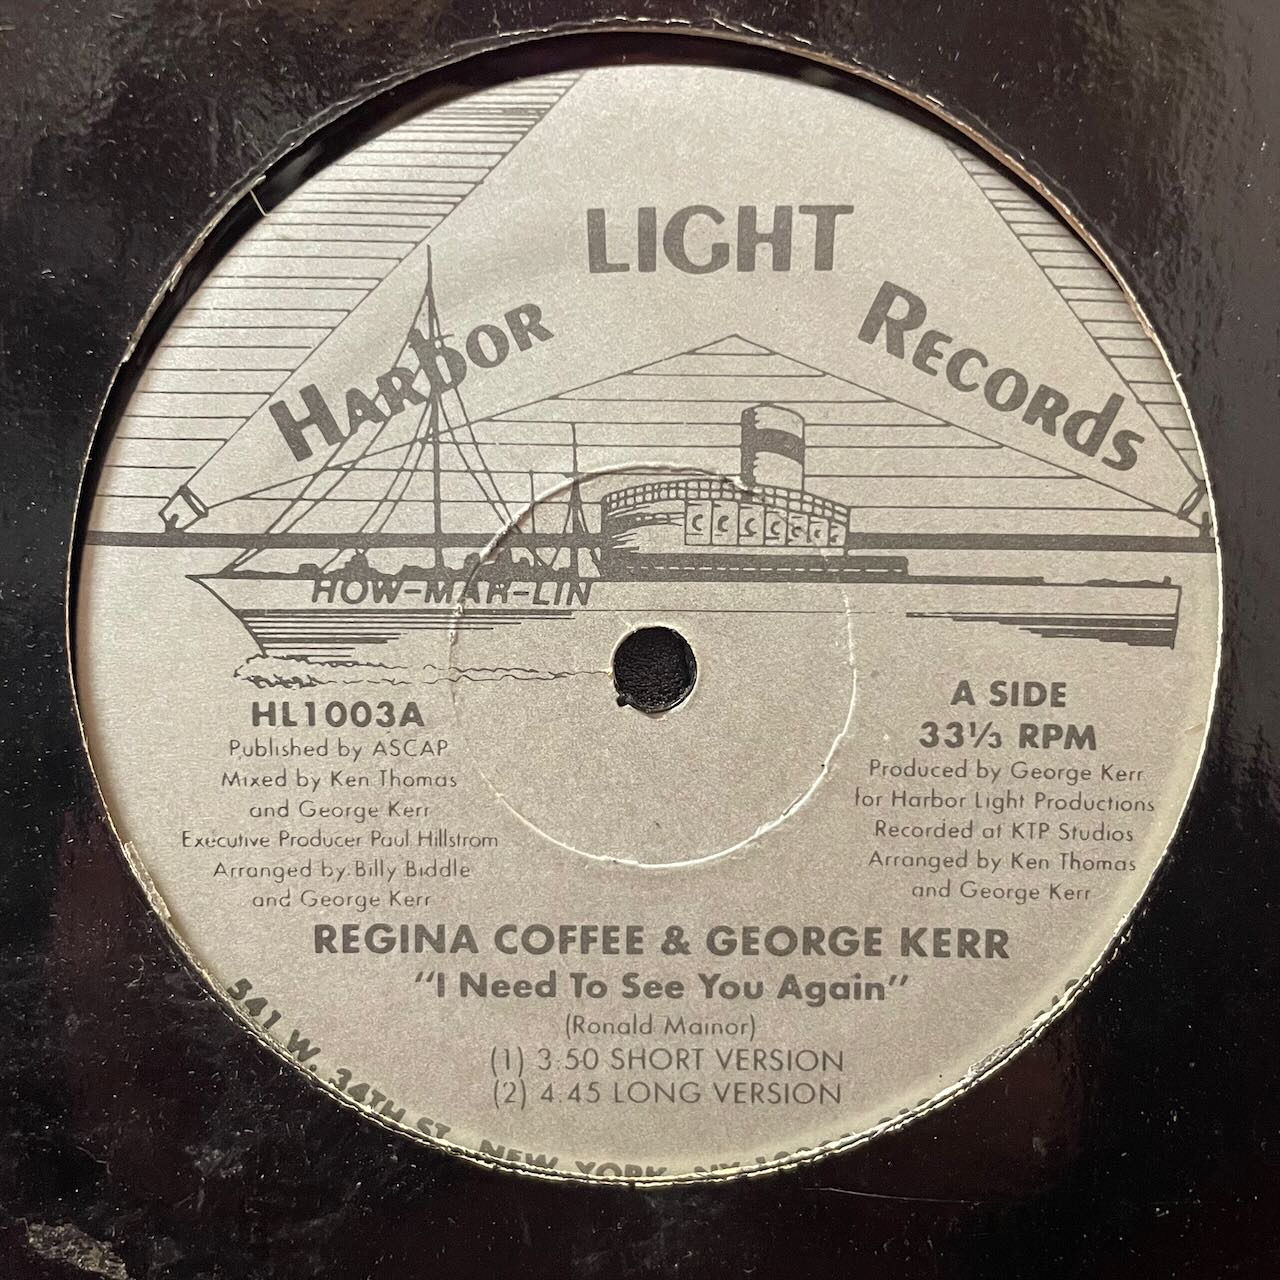 Harbor
LIGHT
Records
HOW-MAR-LIN
HL1003A
Published by ASCAP
Mixed by Ken Thomas
and George Kerr
Executive Producer Paul Hillstrom
Arranged by Billy Biddle
and George Kerr
A SIDE
33⅓ RPM
Produced by George Kerr
for Harbor Light Productions
Recorded at KTP Studios
Arranged by Ken Thomas
and George Kerr
REGINA COFFEE & GEORGE KERR
"I Need To See You Again"
(Ronald Mainor)
(1) 3:50 SHORT VERSION
(2) 4:45 LONG VERSION
541 W. 34TH ST. NEW YORK, NY